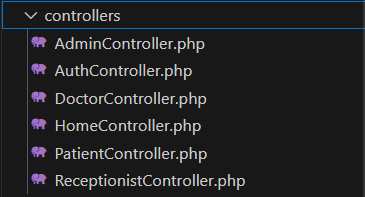 controllers
AdminController.php
AuthController.php
DoctorController.php
HomeController.php
PatientController.php
ReceptionistController.php